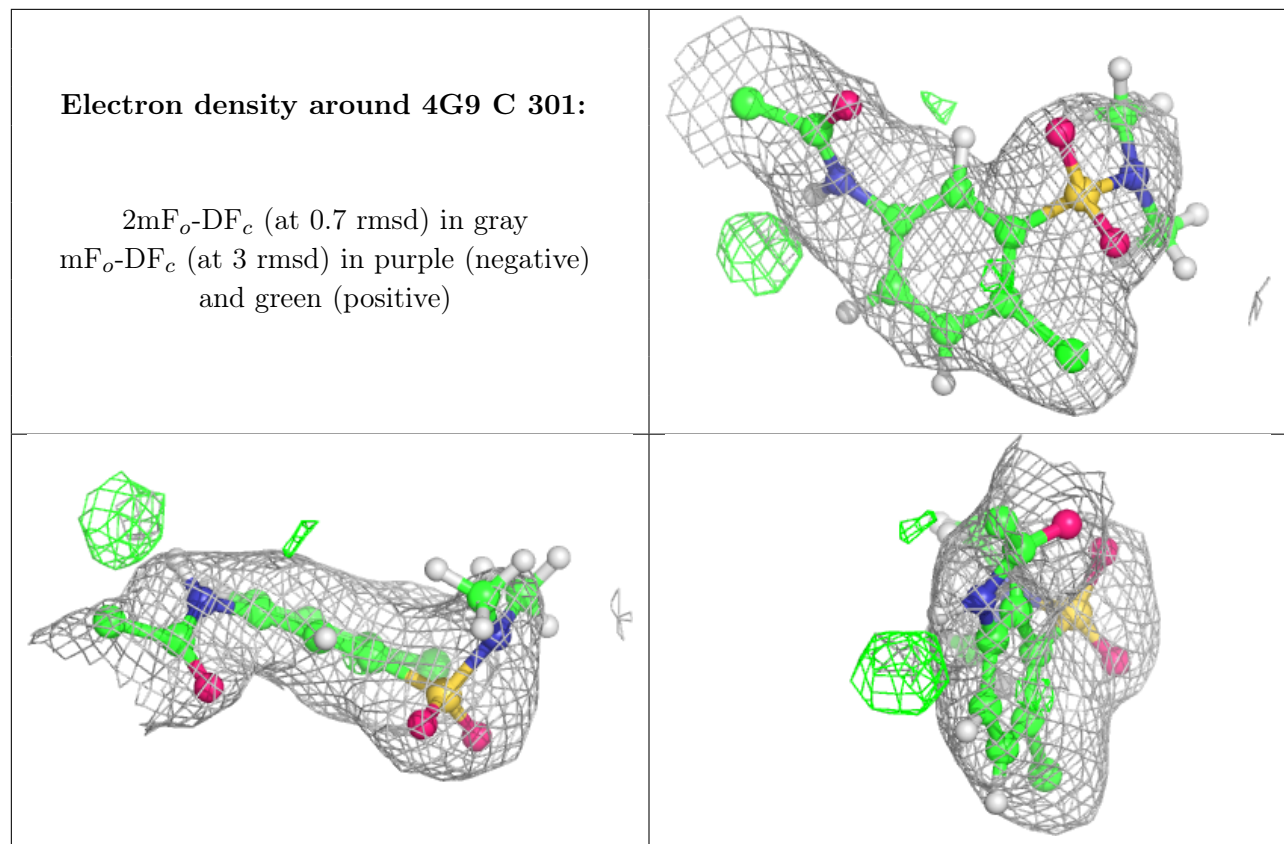 Electron density around 4G9 C 301:
2mFₒ-DF𝒸 (at 0.7 rmsd) in gray
mFₒ-DF𝒸 (at 3 rmsd) in purple (negative)
and green (positive)